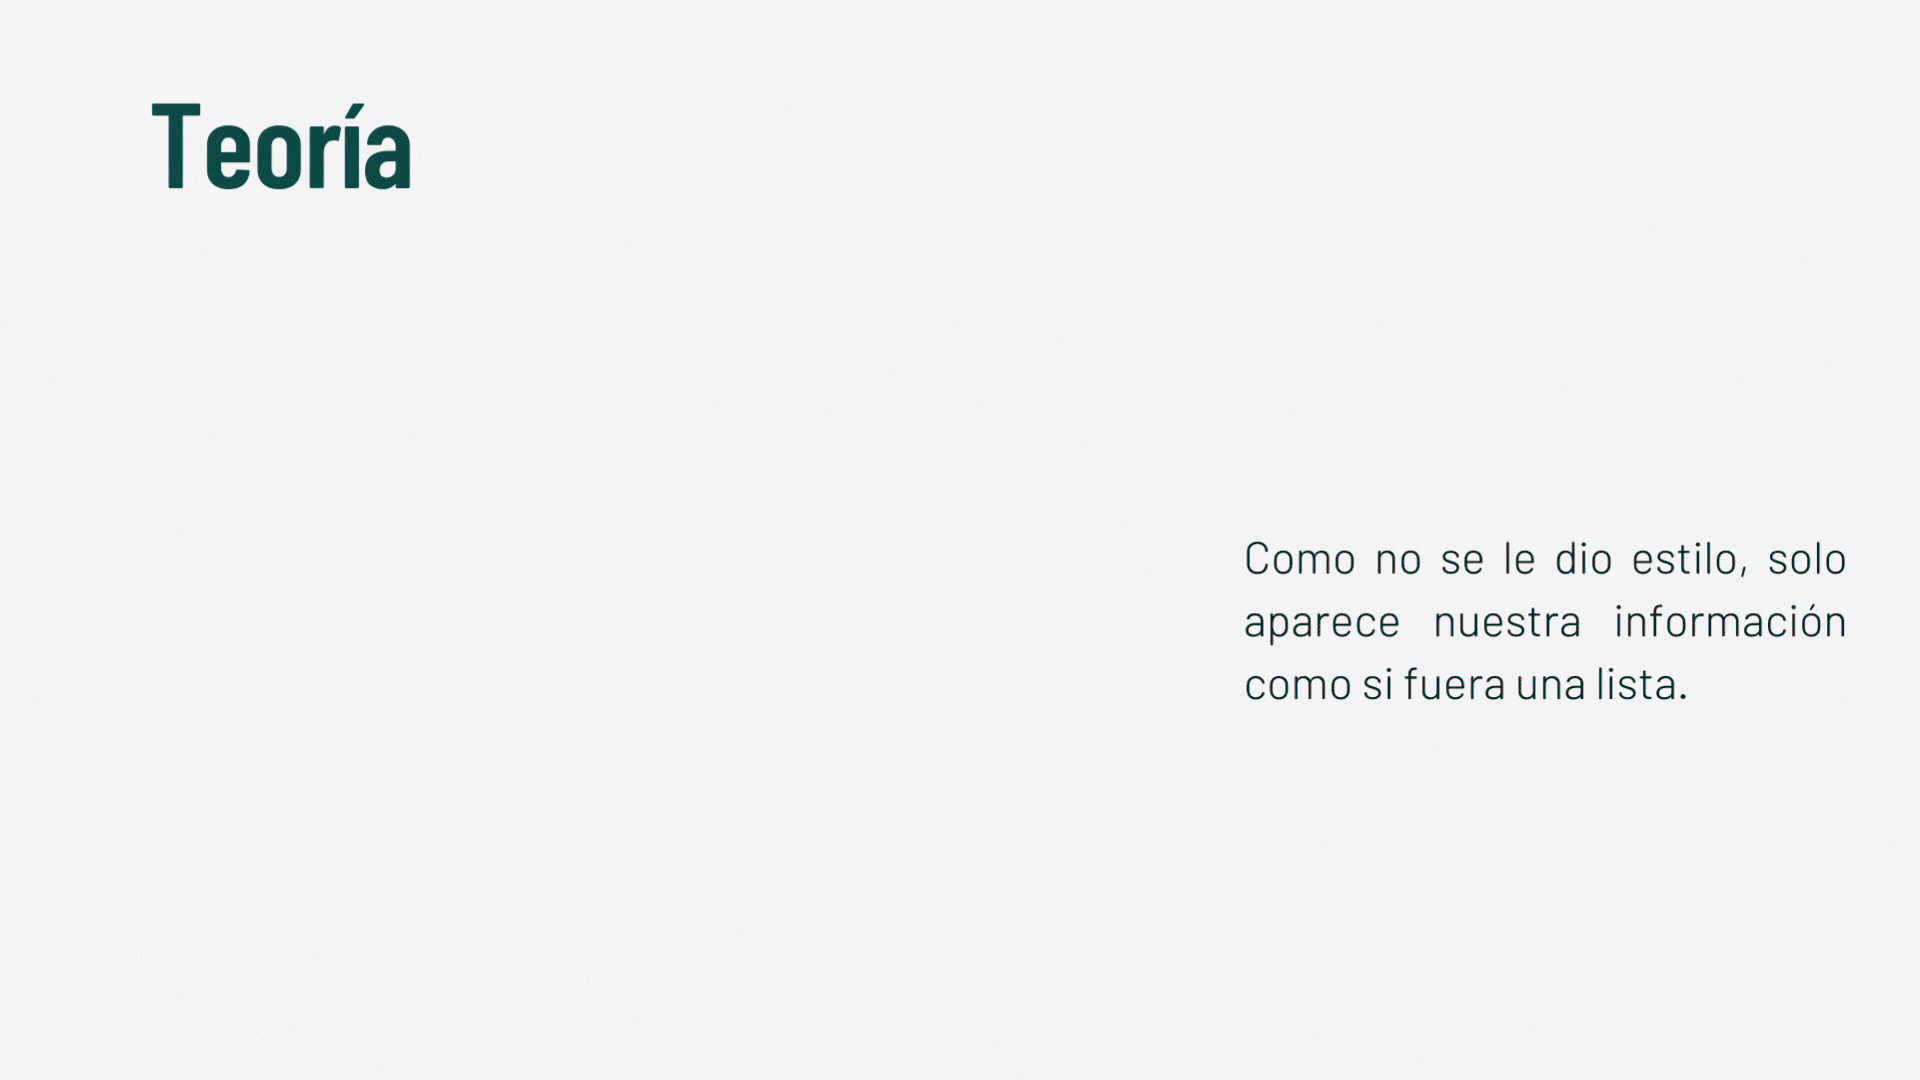 Teoría
Como no se le dio estilo, solo
aparece nuestra información
como si fuera una lista.